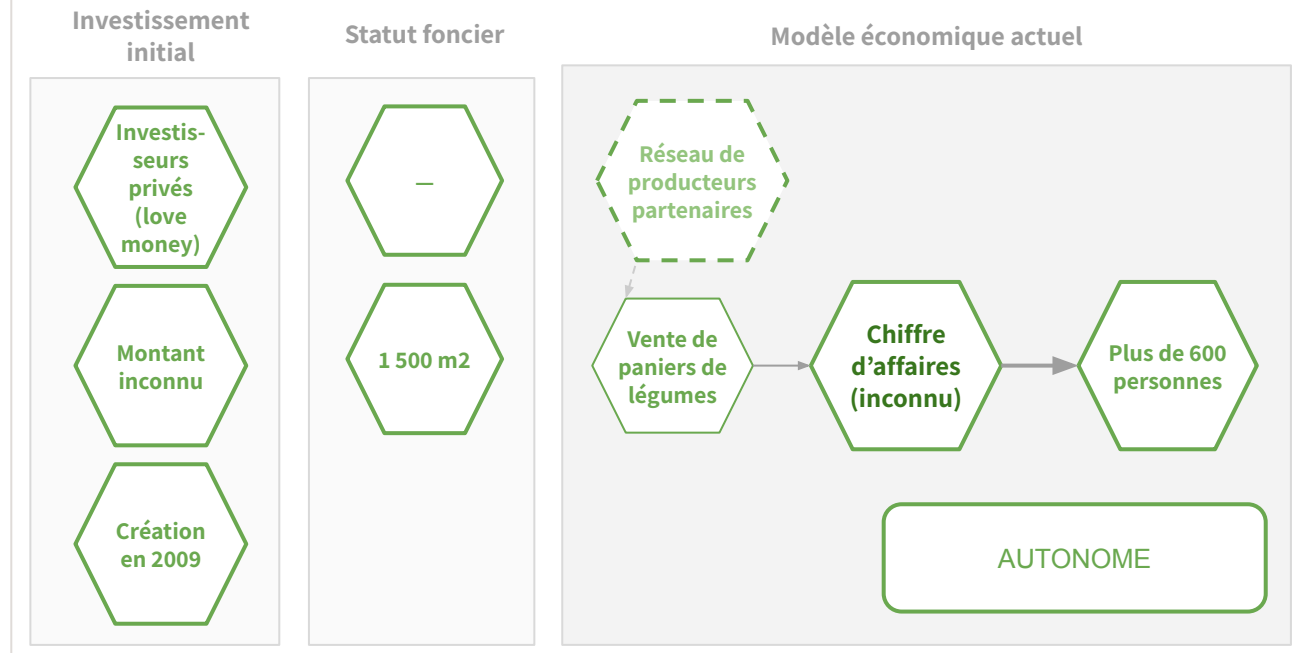 Investissement
initial
Statut foncier
Modèle économique actuel
Investis-
seurs
privés
(love
money)
Montant
inconnu
Création
en 2009
—
1 500 m2
Réseau de
producteurs
partenaires
Vente de
paniers de
légumes
Chiffre
d’affaires
(inconnu)
Plus de 600
personnes
AUTONOME